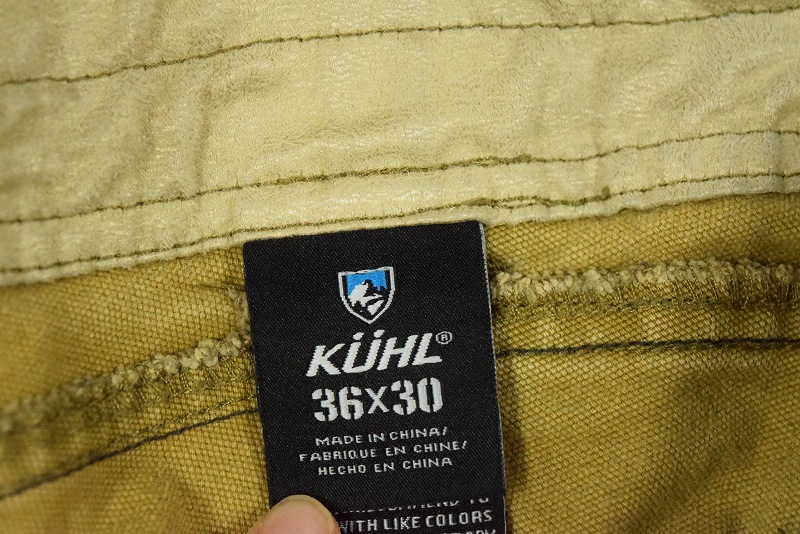 KÜHL®
36X30
MADE IN CHINA/
FABRIQUE EN CHINE/
HECHO EN CHINA
WITH LIKE COLORS